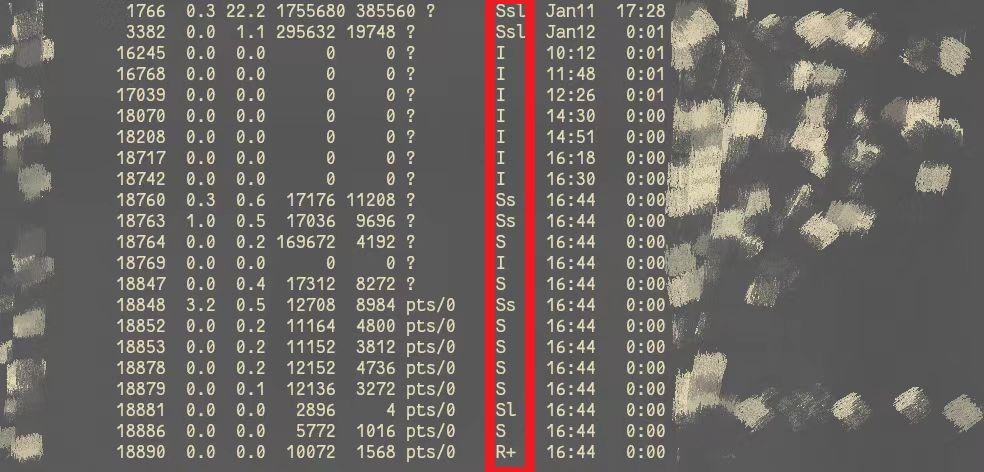 1766 0.3 22.2 1755680 385560 ? Ssl Jan11 17:28
3382 0.0 1.1 295632 19748 ? Ssl Jan12 0:01
16245 0.0 0.0 0 0 ? I 10:12 0:01
16768 0.0 0.0 0 0 ? I 11:48 0:01
17039 0.0 0.0 0 0 ? I 12:26 0:01
18070 0.0 0.0 0 0 ? I 14:30 0:00
18208 0.0 0.0 0 0 ? I 14:51 0:00
18717 0.0 0.0 0 0 ? I 16:18 0:00
18742 0.0 0.0 0 0 ? I 16:30 0:00
18760 0.3 0.6 17176 11208 ? Ss 16:44 0:00
18763 1.0 0.5 17036 9696 ? Ss 16:44 0:00
18764 0.0 0.2 169672 4192 ? S 16:44 0:00
18769 0.0 0.0 0 0 ? I 16:44 0:00
18847 0.0 0.4 17312 8272 ? S 16:44 0:00
18848 3.2 0.5 12708 8984 pts/0 Ss 16:44 0:00
18852 0.0 0.2 11164 4800 pts/0 S 16:44 0:00
18853 0.0 0.2 11152 3812 pts/0 S 16:44 0:00
18878 0.0 0.2 12152 4736 pts/0 S 16:44 0:00
18879 0.0 0.1 12136 3272 pts/0 S 16:44 0:00
18881 0.0 0.0 2896 4 pts/0 Sl 16:44 0:00
18886 0.0 0.0 5772 1016 pts/0 S 16:44 0:00
18890 0.0 0.0 10072 1568 pts/0 R+ 16:44 0:00